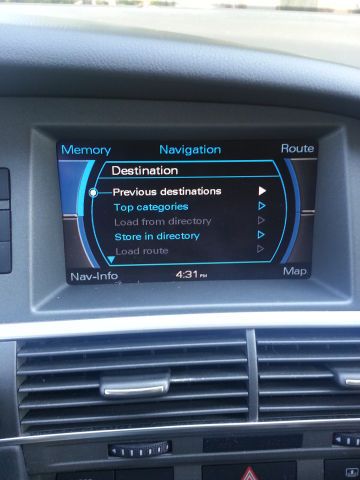 Memory Navigation Route
Destination
Previous destinations
Top categories
Load from directory
Store in directory
Load route
Nav-Info 4:31 PM Map